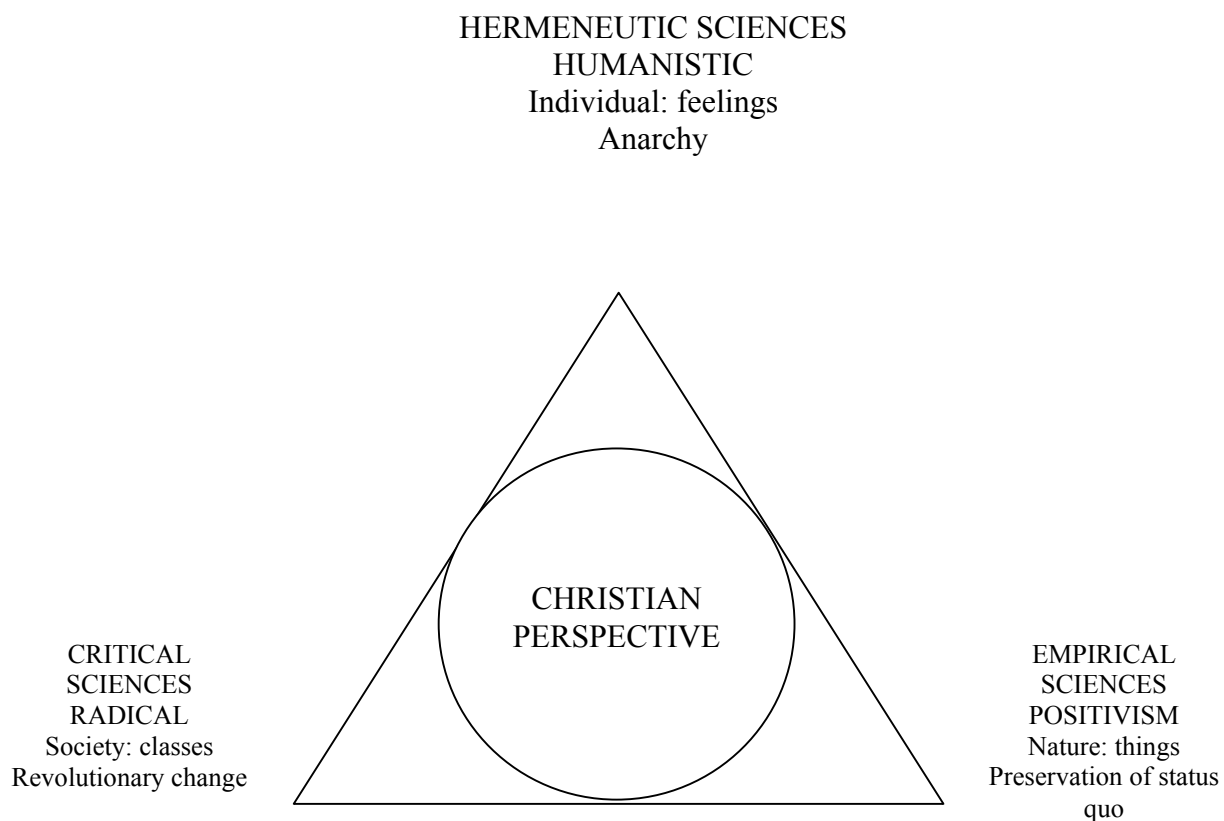 HERMENEUTIC SCIENCES
HUMANISTIC
Individual: feelings
Anarchy
CHRISTIAN
PERSPECTIVE
CRITICAL
SCIENCES
RADICAL
Society: classes
Revolutionary change
EMPIRICAL
SCIENCES
POSITIVISM
Nature: things
Preservation of status
quo